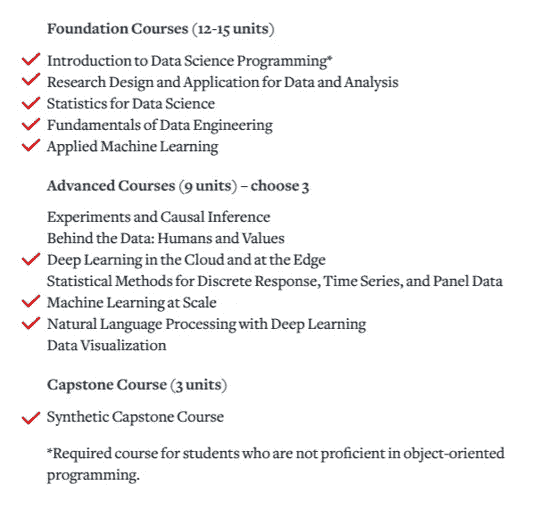 Foundation Courses (12-15 units)
Introduction to Data Science Programming*
Research Design and Application for Data and Analysis
Statistics for Data Science
Fundamentals of Data Engineering
Applied Machine Learning
Advanced Courses (9 units) – choose 3
Experiments and Causal Inference
Behind the Data: Humans and Values
Deep Learning in the Cloud and at the Edge
Statistical Methods for Discrete Response, Time Series, and Panel Data
Machine Learning at Scale
Natural Language Processing with Deep Learning
Data Visualization
Capstone Course (3 units)
Synthetic Capstone Course
*Required course for students who are not proficient in object-oriented
programming.